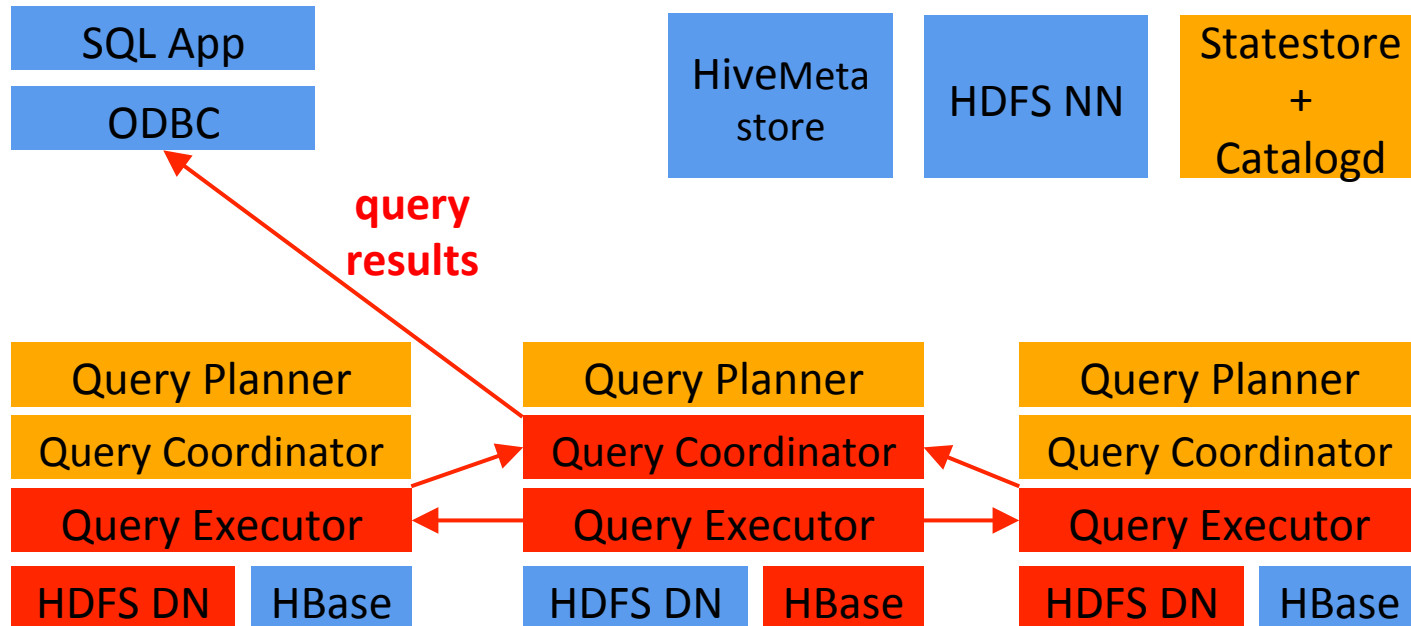 SQL App
ODBC
HiveMeta
store
HDFS NN
Statestore
+
Catalogd
query
results
Query Planner
Query Planner
Query Planner
Query Coordinator
Query Coordinator
Query Coordinator
Query Executor
Query Executor
Query Executor
HDFS DN
HBase
HDFS DN
HBase
HDFS DN
HBase